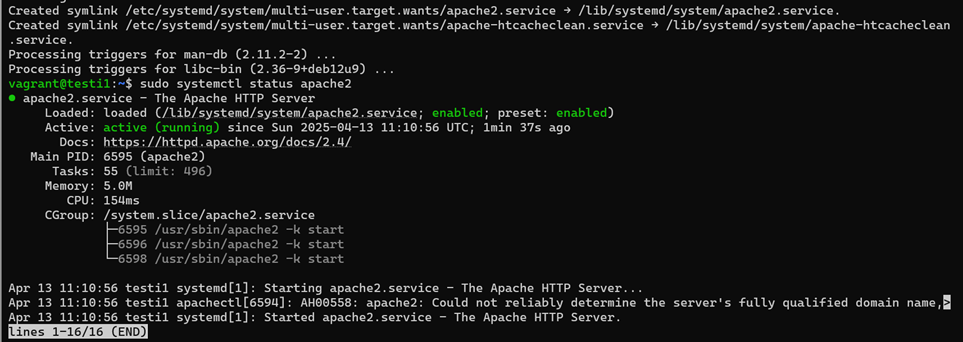 Created symlink /etc/systemd/system/multi-user.target.wants/apache2.service → /lib/systemd/system/apache2.service.
Created symlink /etc/systemd/system/multi-user.target.wants/apache-htcacheclean.service → /lib/systemd/system/apache-htcacheclean
.service.
Processing triggers for man-db (2.11.2-2) ...
Processing triggers for libc-bin (2.36-9+deb12u9) ...
vagrant@testi1:~$ sudo systemctl status apache2
● apache2.service - The Apache HTTP Server
Loaded: loaded (/lib/systemd/system/apache2.service; enabled; preset: enabled)
Active: active (running) since Sun 2025-04-13 11:10:56 UTC; 1min 37s ago
Docs: https://httpd.apache.org/docs/2.4/
Main PID: 6595 (apache2)
Tasks: 55 (limit: 496)
Memory: 5.0M
CPU: 154ms
CGroup: /system.slice/apache2.service
├─6595 /usr/sbin/apache2 -k start
├─6596 /usr/sbin/apache2 -k start
└─6598 /usr/sbin/apache2 -k start
Apr 13 11:10:56 testi1 systemd[1]: Starting apache2.service - The Apache HTTP Server...
Apr 13 11:10:56 testi1 apachectl[6594]: AH00558: apache2: Could not reliably determine the server's fully qualified domain name,>
Apr 13 11:10:56 testi1 systemd[1]: Started apache2.service - The Apache HTTP Server.
lines 1-16/16 (END)